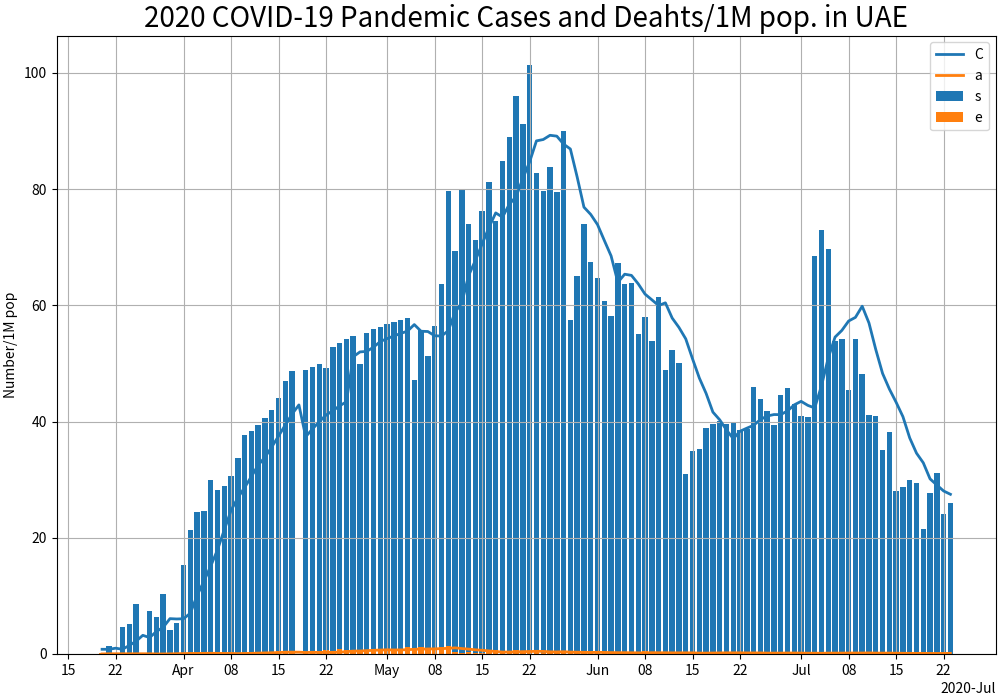 2020 COVID-19 Pandemic Cases and Deahts/1M pop. in UAE
C
a
s
e
Number/1M pop
100
80
60
40
20
0
15 22 Apr 08 15 22 May 08 15 22 Jun 08 15 22 Jul 08 15 22
2020-Jul